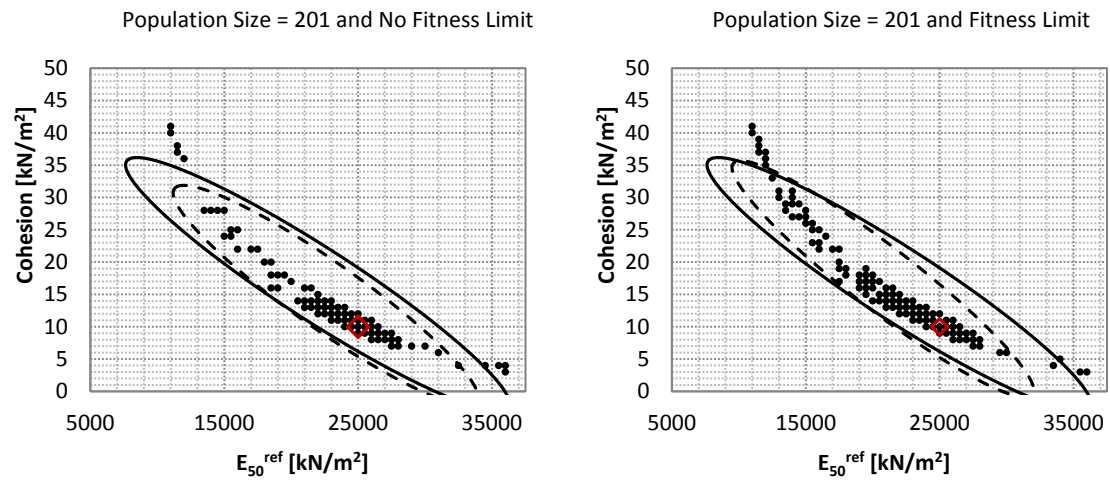 Population Size = 201 and No Fitness Limit
50
45
40
35
30
25
20
15
10
5
0
Cohesion [kN/m²]
5000 15000 25000 35000
E₅₀ʳᵉᶠ [kN/m²]
Population Size = 201 and Fitness Limit
50
45
40
35
30
25
20
15
10
5
0
Cohesion [kN/m²]
5000 15000 25000 35000
E₅₀ʳᵉᶠ [kN/m²]